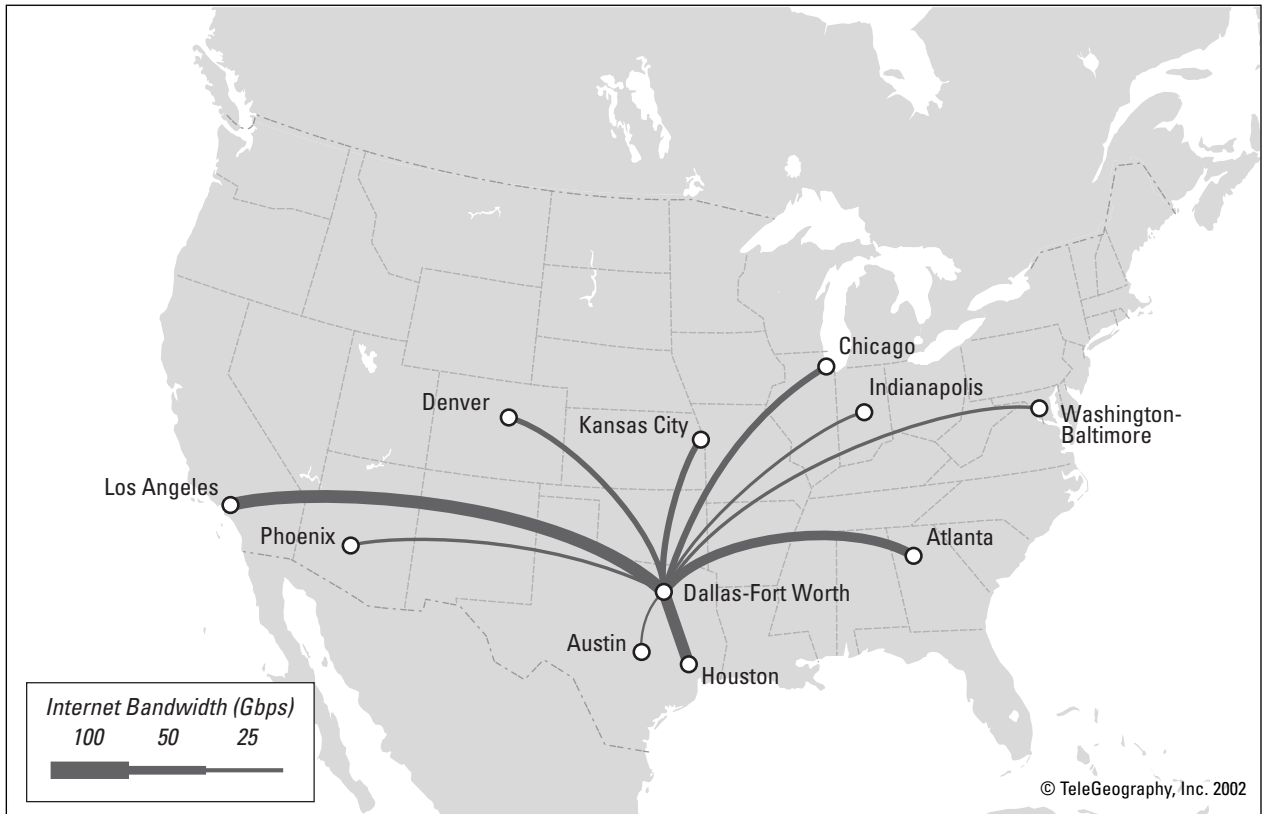 Chicago
Indianapolis
Denver
Washington-
Baltimore
Kansas City
Los Angeles
Phoenix
Atlanta
Dallas-Fort Worth
Austin
Houston
Internet Bandwidth (Gbps)
100 50 25
© TeleGeography, Inc. 2002